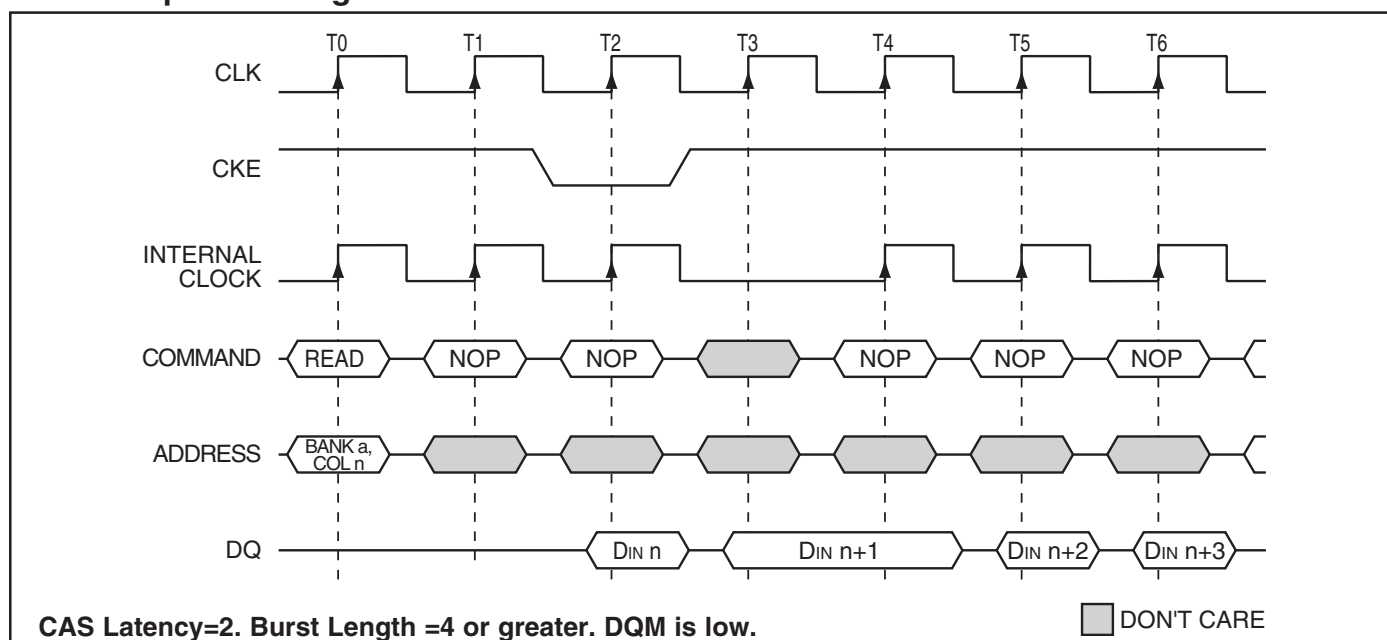 T0 T1 T2 T3 T4 T5 T6
CLK
CKE
INTERNAL
CLOCK
COMMAND READ NOP NOP NOP NOP NOP
ADDRESS BANK a,
COL n
DQ DIN n DIN n+1 DIN n+2 DIN n+3
CAS Latency=2. Burst Length =4 or greater. DQM is low.
DON'T CARE